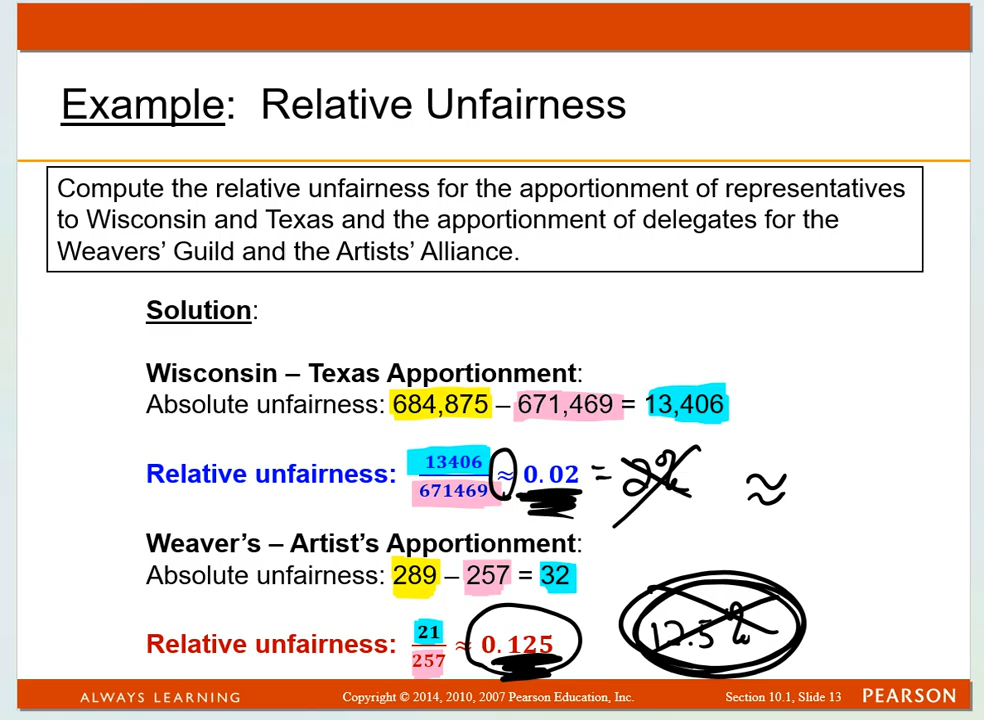 Example: Relative Unfairness
Compute the relative unfairness for the apportionment of representatives
to Wisconsin and Texas and the apportionment of delegates for the
Weavers' Guild and the Artists' Alliance.
Solution:
Wisconsin – Texas Apportionment:
Absolute unfairness: 684,875 – 671,469 = 13,406
Relative unfairness: 13406/671469 ≈ 0.02 = 2% ≈
Weaver's – Artist's Apportionment:
Absolute unfairness: 289 – 257 = 32
Relative unfairness: 21/257 ≈ 0.125 12.5%
ALWAYS LEARNING Copyright © 2014, 2010, 2007 Pearson Education, Inc. Section 10.1, Slide 13 PEARSON